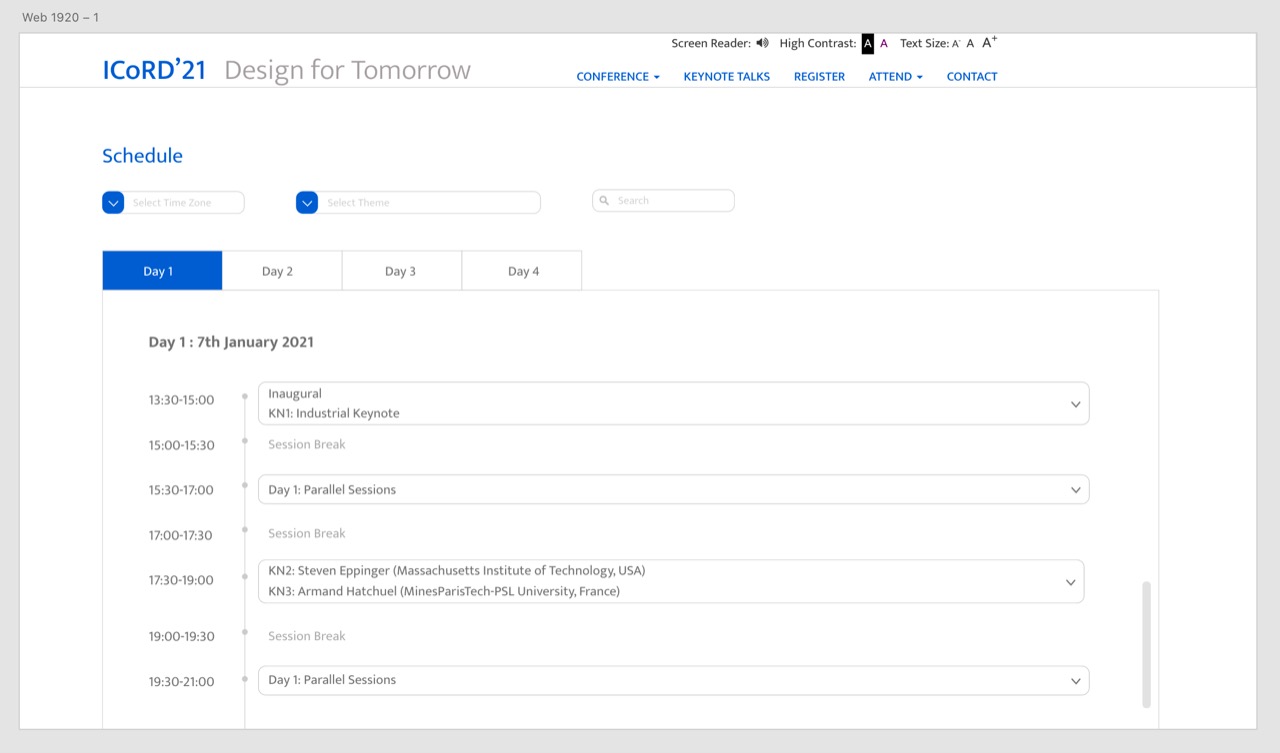 Web 1920 – 1
Screen Reader: High Contrast: A A Text Size: A- A A+
ICoRD'21 Design for Tomorrow
CONFERENCE KEYNOTE TALKS REGISTER ATTEND CONTACT
Schedule
Select Time Zone Select Theme Search
Day 1 Day 2 Day 3 Day 4
Day 1 : 7th January 2021
13:30-15:00
Inaugural
KN1: Industrial Keynote
15:00-15:30 Session Break
15:30-17:00 Day 1: Parallel Sessions
17:00-17:30 Session Break
17:30-19:00
KN2: Steven Eppinger (Massachusetts Institute of Technology, USA)
KN3: Armand Hatchuel (MinesParisTech-PSL University, France)
19:00-19:30 Session Break
19:30-21:00 Day 1: Parallel Sessions